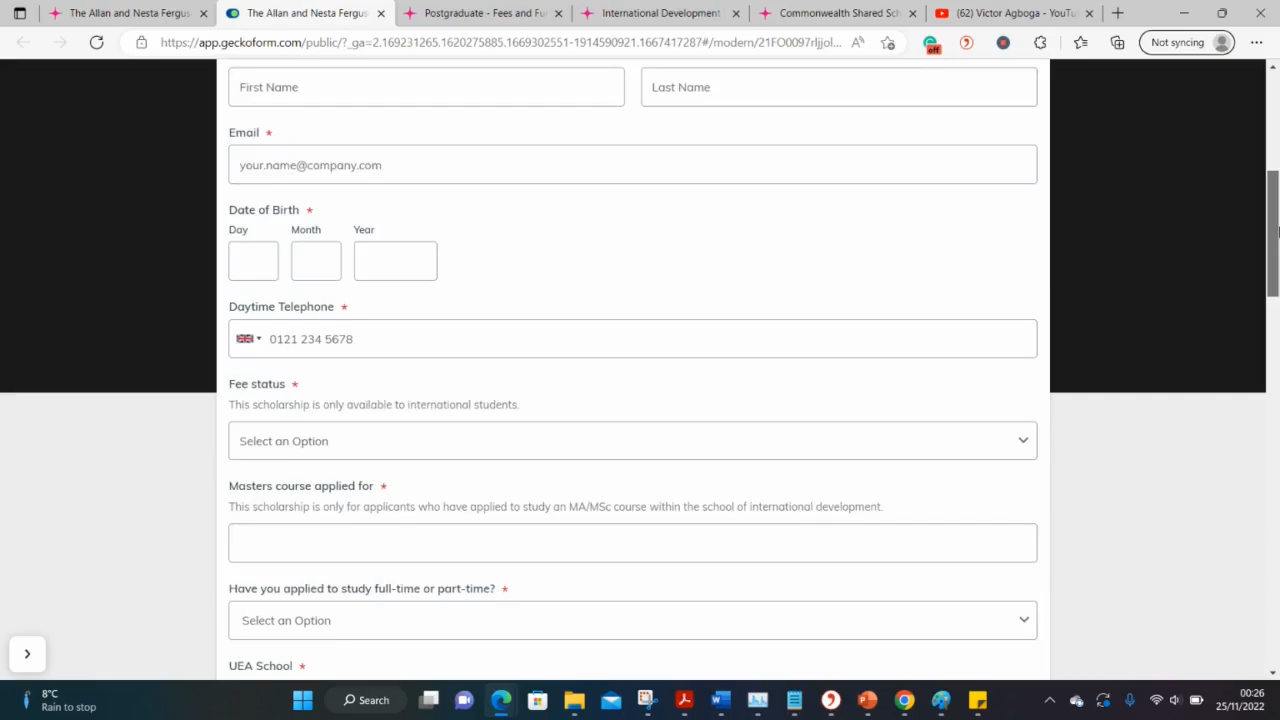 The Allan and Nesta Fergus
The Allan and Nesta Fergus
Postgraduate - Fees and Fu
International Development
Commonwealth Shared Sch
(62) Victor Agboga - YouTu
https://app.geckoform.com/public/?_ga=2.169231265.1620275885.1669302551-1914590921.1667417287#/modern/21FO0097rljjol...
off
Not syncing
First Name
Last Name
Email *
your.name@company.com
Date of Birth *
Day Month Year
Daytime Telephone *
0121 234 5678
Fee status *
This scholarship is only available to international students.
Select an Option
Masters course applied for *
This scholarship is only for applicants who have applied to study an MA/MSc course within the school of international development.
Have you applied to study full-time or part-time? *
Select an Option
UEA School *
8°C
Rain to stop
Search
00:26
25/11/2022